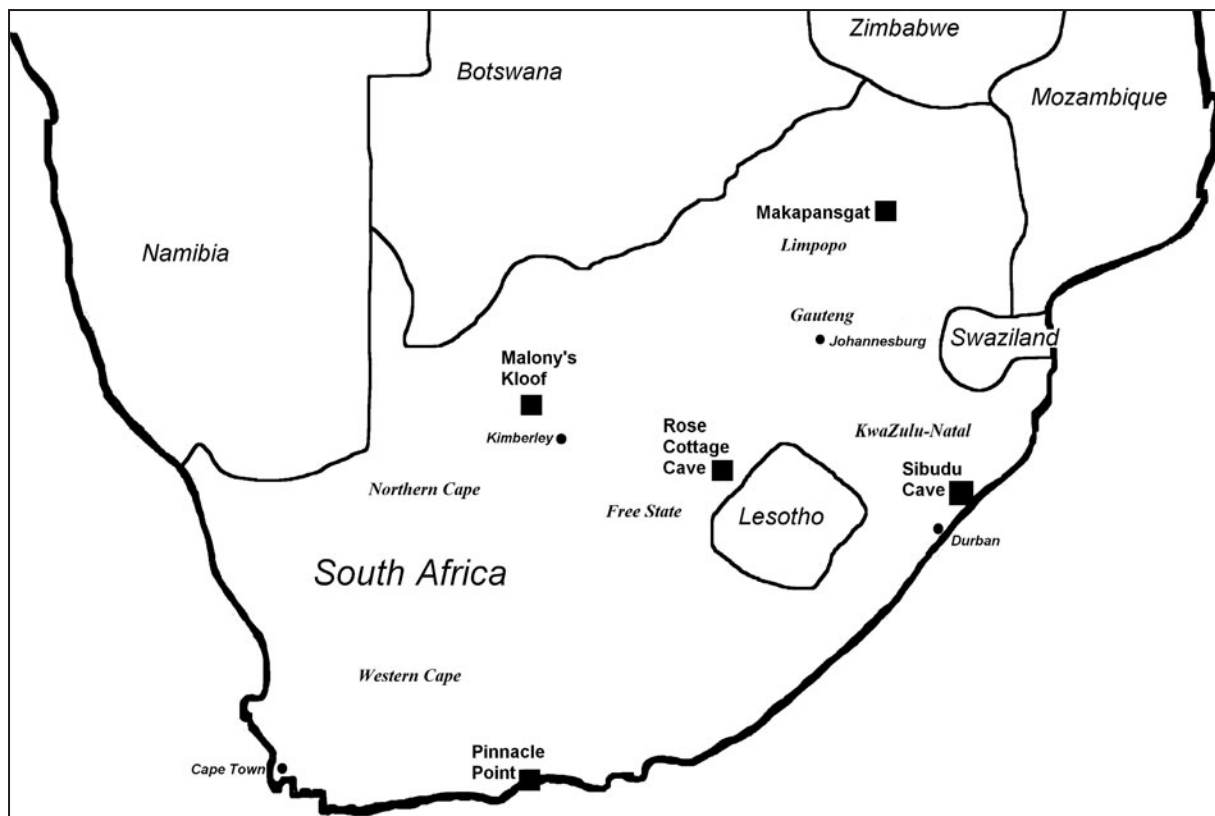 Zimbabwe
Botswana
Mozambique
Makapansgat
Limpopo
Namibia
Gauteng
Johannesburg
Swaziland
Malony's
Kloof
Kimberley
Rose
Cottage
Cave
KwaZulu-Natal
Sibudu
Cave
Northern Cape
Free State
Lesotho
Durban
South Africa
Western Cape
Pinnacle
Point
Cape Town